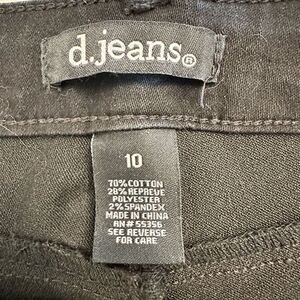 d.jeans®
10
70%COTTON
28%REPREVE
POLYESTER
2%SPANDEX
MADE IN CHINA
RN#55356
SEE REVERSE
FOR CARE